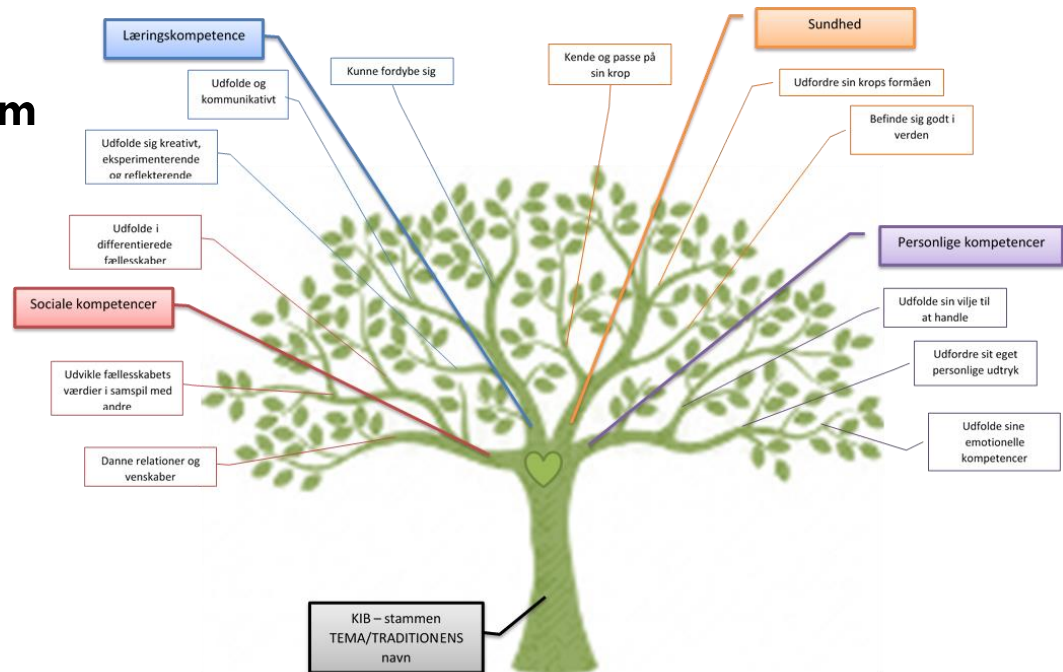 m
Læringskompetence
Sundhed
Udfolde og
kommunikativt
Kunne fordybe sig
Kende og passe på
sin krop
Udfordre sin krops formåen
Befinde sig godt i
verden
Udfolde sig kreativt,
eksperimenterende
og reflekterende
Udfolde i
differentierede
fællesskaber
Personlige kompetencer
Sociale kompetencer
Udfolde sin vilje til
at handle
Udvikle fællesskabets
værdier i samspil med
andre
Udfordre sit eget
personlige udtryk
Danne relationer og
venskaber
Udfolde sine
emotionelle
kompetencer
KIB – stammen
TEMA/TRADITIONENS
navn